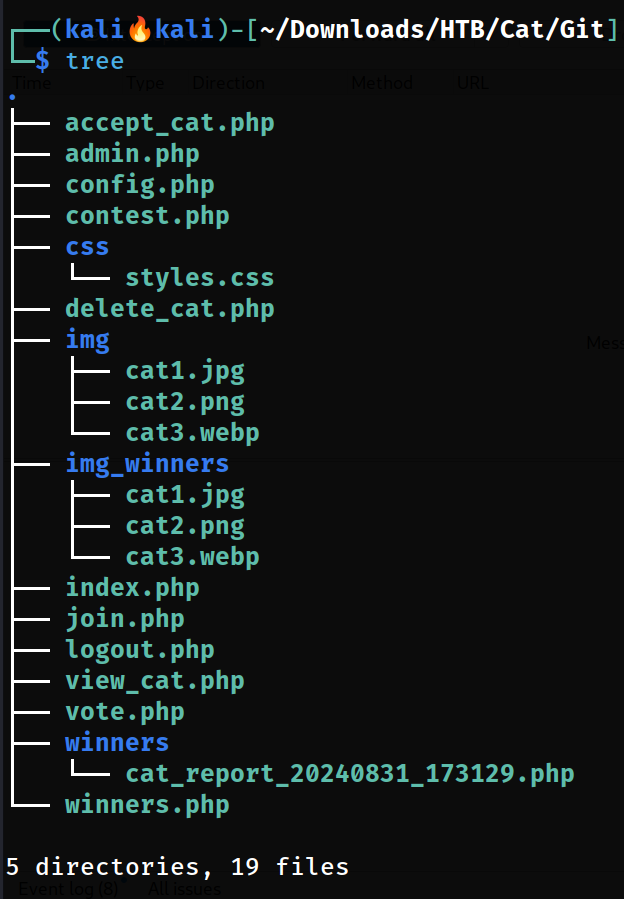 (kali🔥kali)-[~/Downloads/HTB/Cat/Git]
$ tree
Time Type Direction Method URL
.
accept_cat.php
admin.php
config.php
contest.php
css
styles.css
delete_cat.php
img
Mess
cat1.jpg
cat2.png
cat3.webp
img_winners
cat1.jpg
cat2.png
cat3.webp
index.php
join.php
logout.php
view_cat.php
vote.php
winners
cat_report_20240831_173129.php
winners.php
5 directories, 19 files
Event log (8) All issues